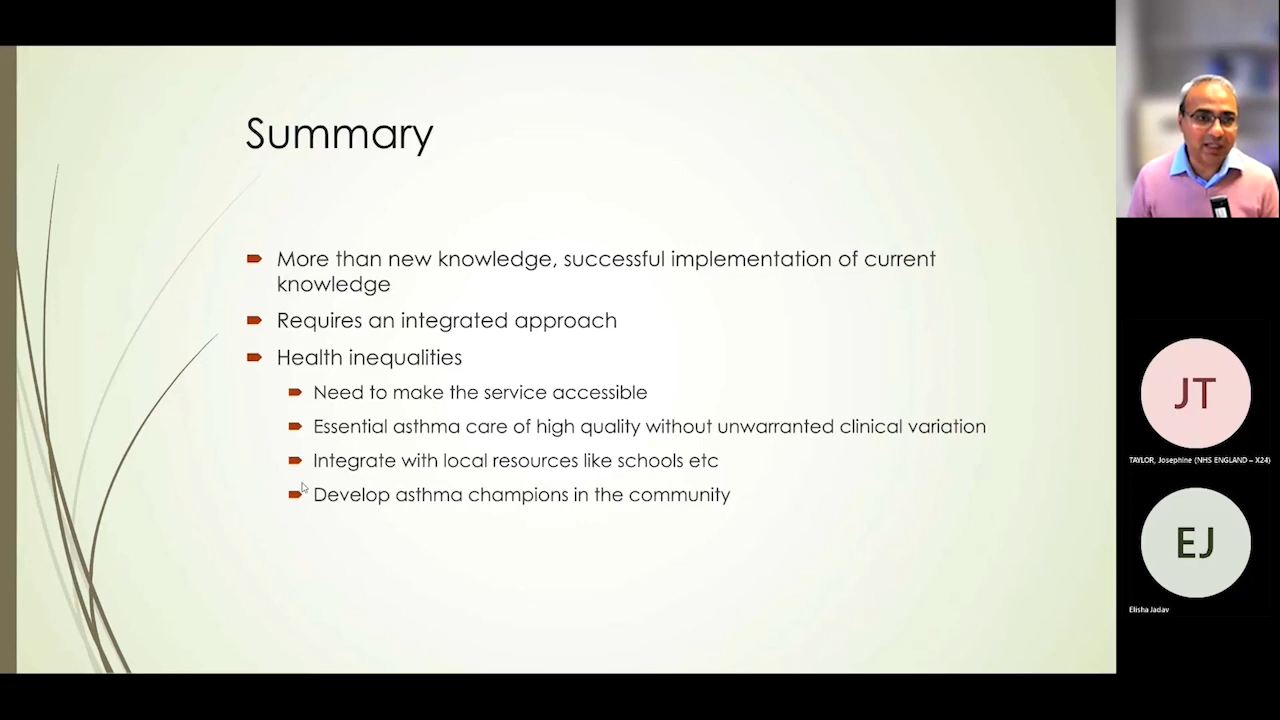 Summary
More than new knowledge, successful implementation of current
knowledge
Requires an integrated approach
Health inequalities
Need to make the service accessible
Essential asthma care of high quality without unwarranted clinical variation
Integrate with local resources like schools etc
Develop asthma champions in the community
JT
TAYLOR, Josephine (NHS ENGLAND – X24)
EJ
Elisha Jadav